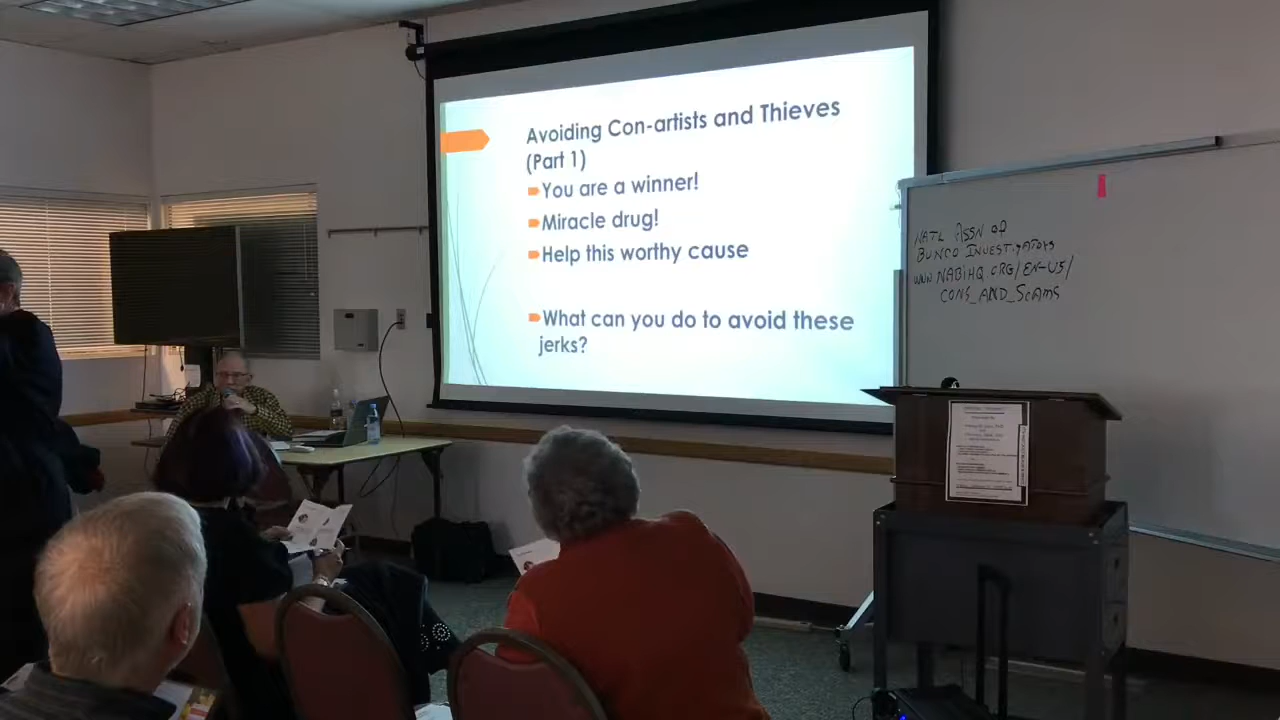 Avoiding Con-artists and Thieves
(Part 1)
You are a winner!
Miracle drug!
Help this worthy cause
What can you do to avoid these
jerks?
NATL ASSN OF
BUNCO INVESTIGATORS
WWW.NABIHQ.ORG/EN-US/
CONS_AND_SCAMS